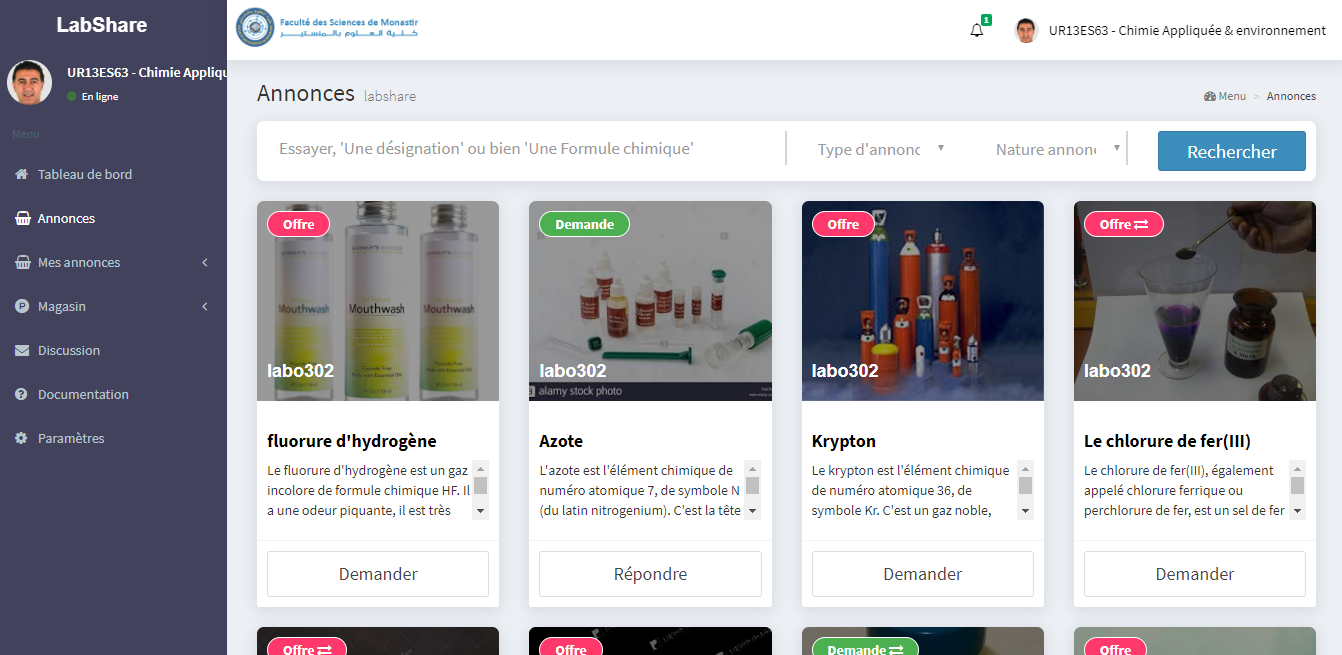 LabShare
Faculté des Sciences de Monastir
كلية العلوم بالمنستير
1
UR13ES63 - Chimie Appliquée & environnement
UR13ES63 - Chimie Appliqu
En ligne
Menu
Tableau de bord
Annonces
Mes annonces
Magasin
Discussion
Documentation
Paramètres
Annonces labshare
Menu > Annonces
Essayer, 'Une désignation' ou bien 'Une Formule chimique'
Type d'annonc
Nature annon
Rechercher
Offre
Mouthwash
Mouthwash
Mouthwash
labo302
fluorure d'hydrogène
Le fluorure d'hydrogène est un gaz
incolore de formule chimique HF. Il
a une odeur piquante, il est très
Demander
Demande
labo302
a alamy stock photo
Azote
L'azote est l'élément chimique de
numéro atomique 7, de symbole N
(du latin nitrogenium). C'est la tête
Répondre
Offre
labo302
Krypton
Le krypton est l'élément chimique
de numéro atomique 36, de
symbole Kr. C'est un gaz noble,
Demander
Offre
labo302
Le chlorure de fer(III)
Le chlorure de fer(III), également
appelé chlorure ferrique ou
perchlorure de fer, est un sel de fer
Demander
Offre
Offre
Demande
Offre